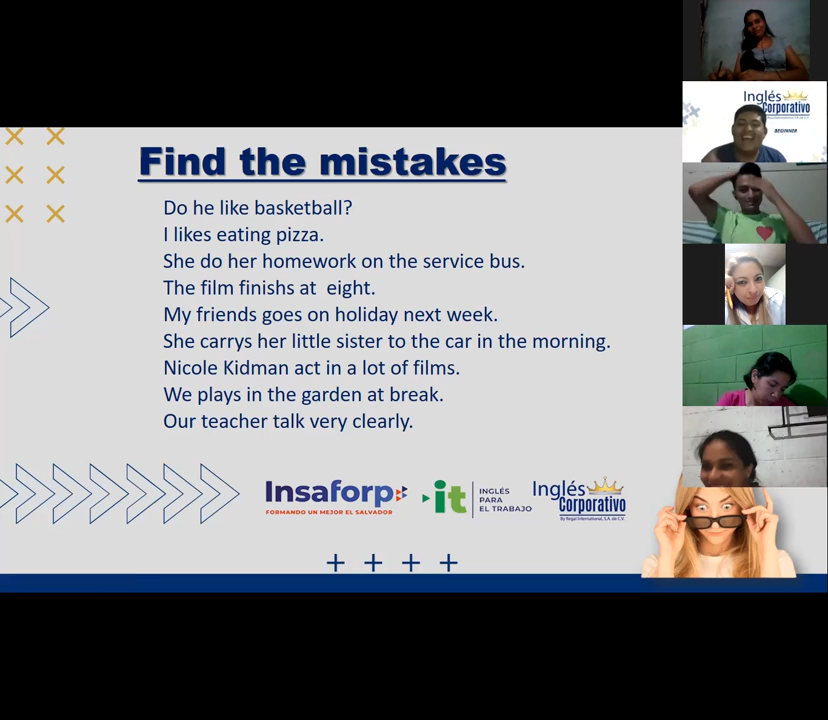 Find the mistakes
Do he like basketball?
I likes eating pizza.
She do her homework on the service bus.
The film finishs at  eight.
My friends goes on holiday next week.
She carrys her little sister to the car in the morning.
Nicole Kidman act in a lot of films.
We plays in the garden at break.
Our teacher talk very clearly.
Insaforp
FORMANDO UN MEJOR EL SALVADOR
it
INGLÉS
PARA
EL TRABAJO
Inglés
Corporativo
By Regal International, S.A. de C.V.
Inglés
Corporativo
BEGINNER